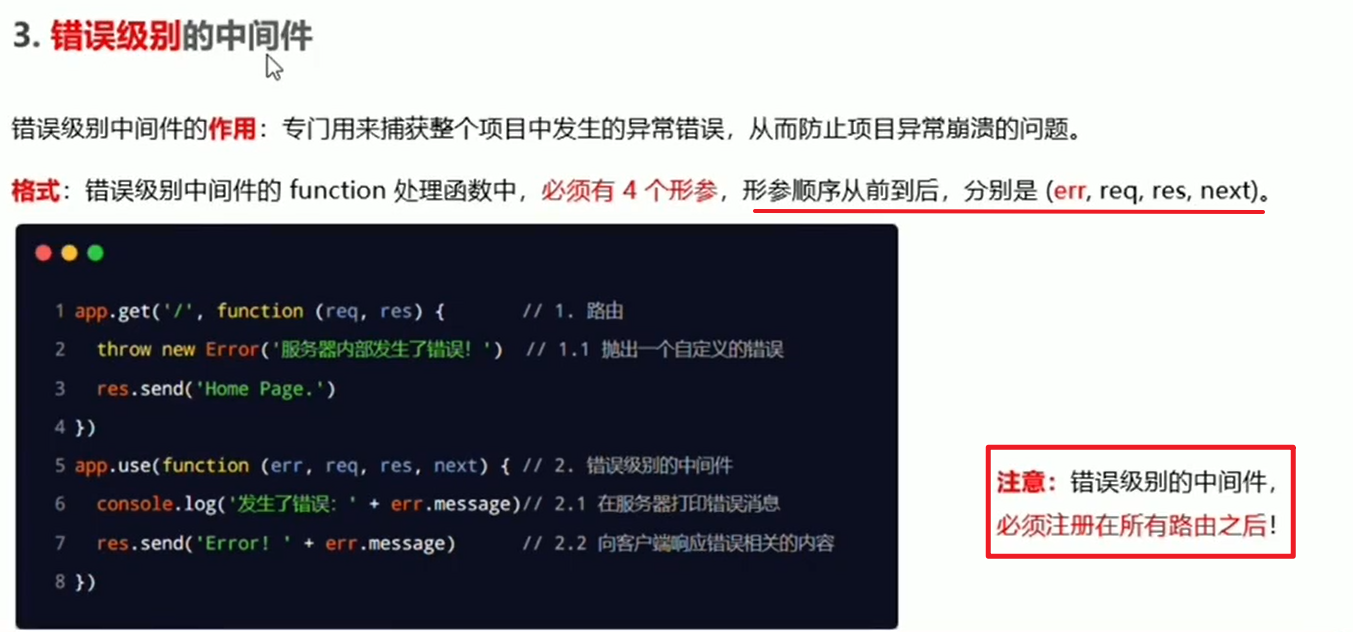 3. 错误级别的中间件
错误级别中间件的作用：专门用来捕获整个项目中发生的异常错误，从而防止项目异常崩溃的问题。
格式：错误级别中间件的 function 处理函数中，必须有 4 个形参，形参顺序从前到后，分别是 (err, req, res, next)。
1 app.get('/', function (req, res) { // 1. 路由
2 throw new Error('服务器内部发生了错误！') // 1.1 抛出一个自定义的错误
3 res.send('Home Page.')
4 })
5 app.use(function (err, req, res, next) { // 2. 错误级别的中间件
6 console.log('发生了错误：' + err.message)// 2.1 在服务器打印错误消息
7 res.send('Error! ' + err.message) // 2.2 向客户端响应错误相关的内容
8 })
注意：错误级别的中间件，
必须注册在所有路由之后！